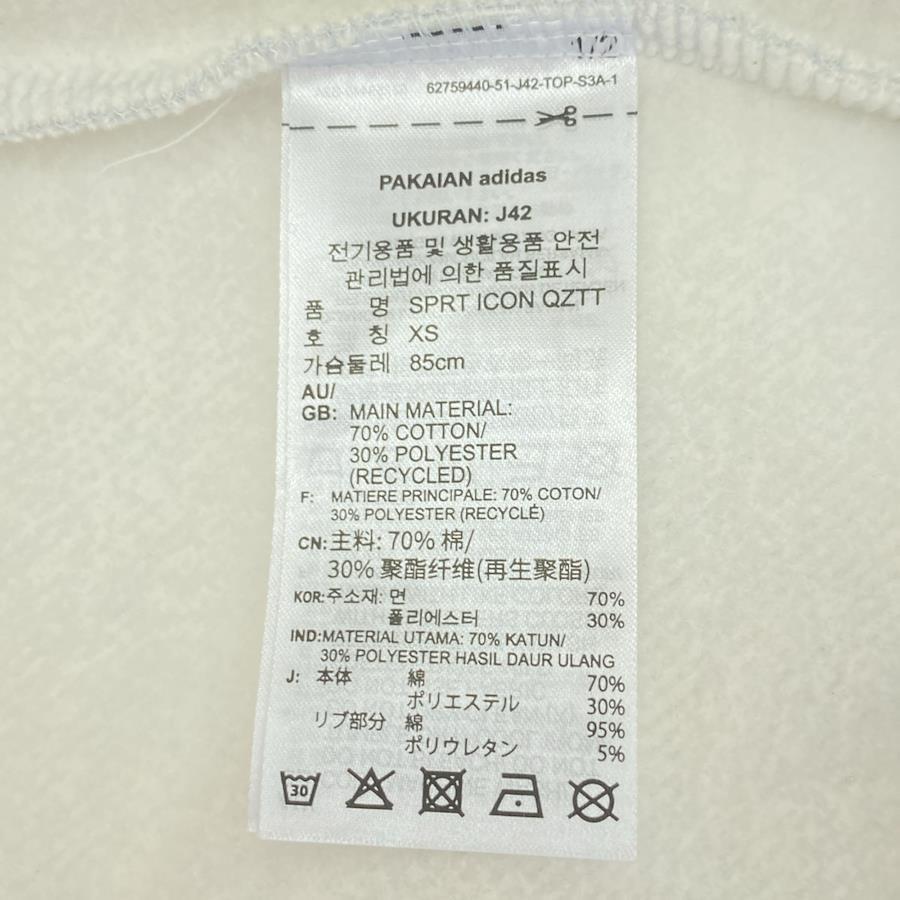 1/2
62759440-51-J42-TOP-S3A-1
PAKAIAN adidas
UKURAN: J42
전기용품 및 생활용품 안전
관리법에 의한 품질표시
품 명 SPRT ICON QZTT
호 칭 XS
가슴둘레 85cm
AU/
GB: MAIN MATERIAL:
70% COTTON/
30% POLYESTER
(RECYCLED)
F: MATIERE PRINCIPALE: 70% COTON/
30% POLYESTER (RECYCLÉ)
CN:主料: 70% 棉/
30% 聚酯纤维(再生聚酯)
KOR:주소재: 면 70%
폴리에스터 30%
IND:MATERIAL UTAMA: 70% KATUN/
30% POLYESTER HASIL DAUR ULANG
J: 本体 綿 70%
ポリエステル 30%
リブ部分 綿 95%
ポリウレタン 5%
30